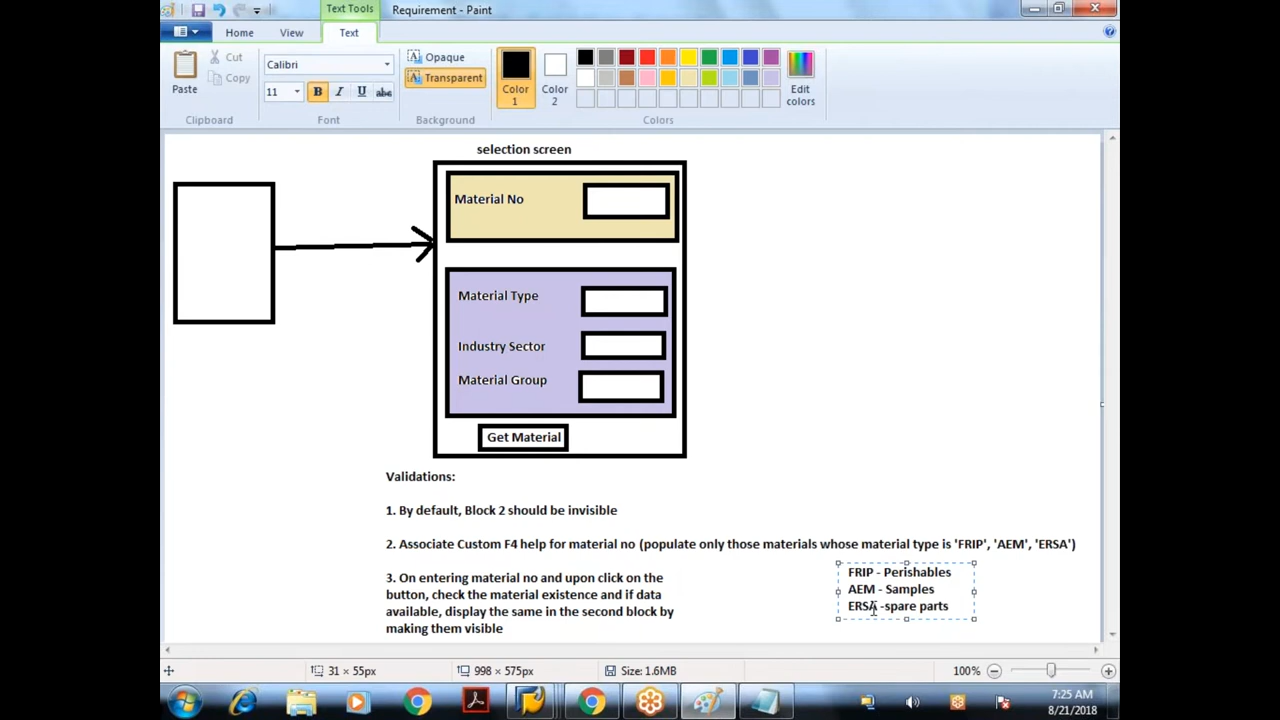 Text Tools
Requirement - Paint
Home
View
Text
Paste
Cut
Copy
Calibri
11
B
I
U
abc
Opaque
Transparent
Color 1
Color 2
Edit colors
Clipboard
Font
Background
Colors
selection screen
Material No
Material Type
Industry Sector
Material Group
Get Material
Validations:
1. By default, Block 2 should be invisible
2. Associate Custom F4 help for material no (populate only those materials whose material type is 'FRIP', 'AEM', 'ERSA')
3. On entering material no and upon click on the
button, check the material existence and if data
available, display the same in the second block by
making them visible
FRIP - Perishables
AEM - Samples
ERSA -spare parts
31 × 55px
998 × 575px
Size: 1.6MB
100%
7:25 AM
8/21/2018